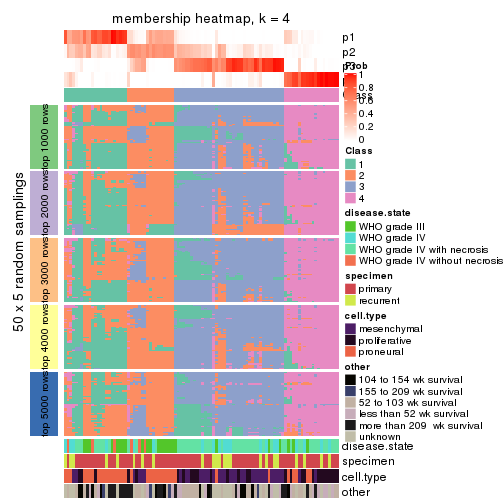 membership heatmap, k = 4
p1
p2
p3
Prob
1
0.8
0.6
0.4
0.2
0
Class
Class
1
2
3
4
disease.state
WHO grade III
WHO grade IV
WHO grade IV with necrosis
WHO grade IV without necrosis
specimen
primary
recurrent
cell.type
mesenchymal
proliferative
proneural
other
104 to 154 wk survival
155 to 209 wk survival
52 to 103 wk survival
less than 52 wk survival
more than 209 wk survival
unknown
50 x 5 random samplings
top 1000 rows
top 2000 rows
top 3000 rows
top 4000 rows
top 5000 rows
disease.state
specimen
cell.type
other